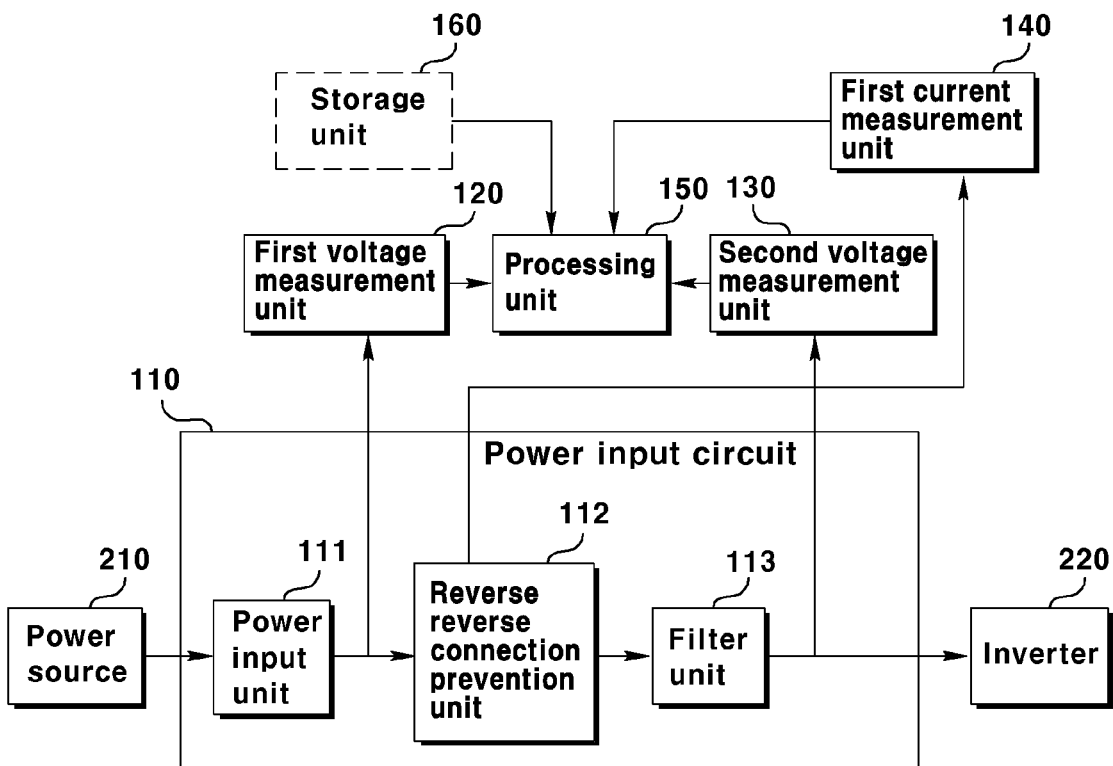 160
140
Storage
unit
First current
measurement
unit
120
150
130
First voltage
measurement
unit
Processing
unit
Second voltage
measurement
unit
110
Power input circuit
112
210
111
113
220
Power
source
Power
input
unit
Reverse
reverse
connection
prevention
unit
Filter
unit
Inverter